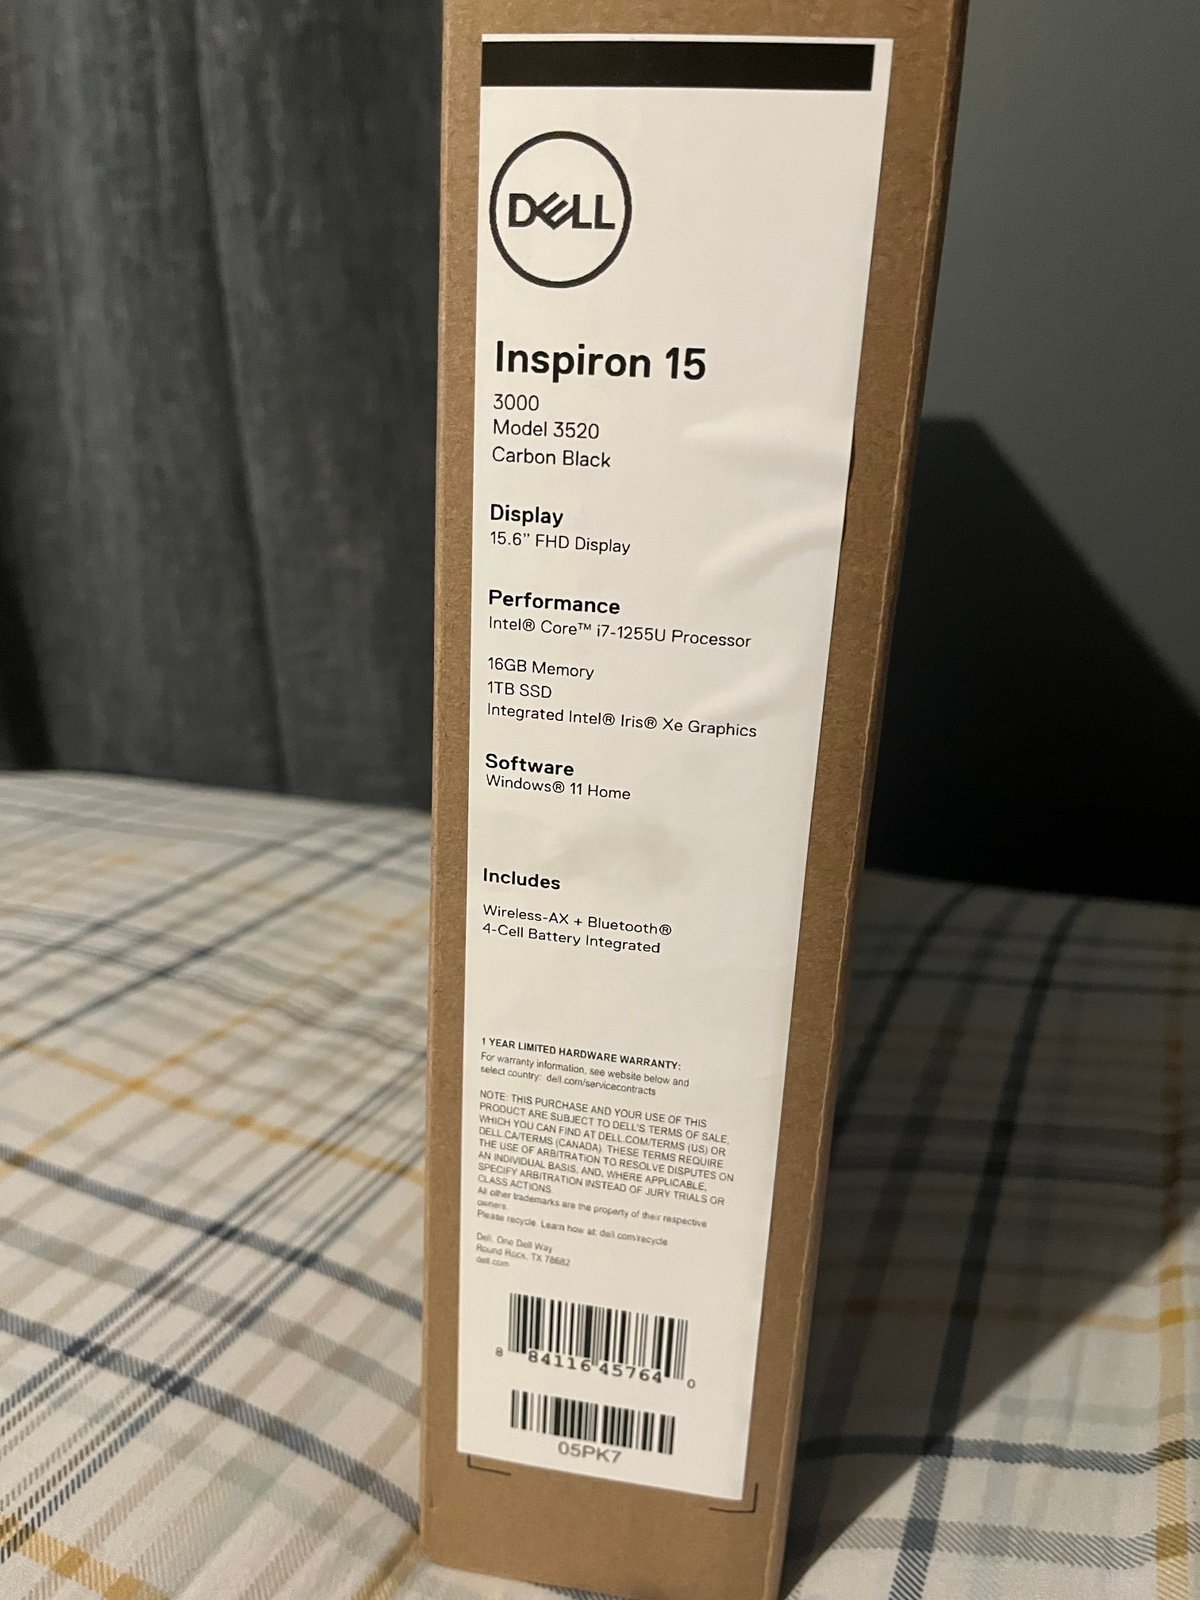 DELL
Inspiron 15
3000
Model 3520
Carbon Black
Display
15.6" FHD Display
Performance
Intel® Core™ i7-1255U Processor
16GB Memory
1TB SSD
Integrated Intel® Iris® Xe Graphics
Software
Windows® 11 Home
Includes
Wireless-AX + Bluetooth®
4-Cell Battery Integrated
1 YEAR LIMITED HARDWARE WARRANTY:
For warranty information, see website below and
select country: dell.com/servicecontracts
NOTE: THIS PURCHASE AND YOUR USE OF THIS
PRODUCT ARE SUBJECT TO DELL'S TERMS OF SALE,
WHICH YOU CAN FIND AT DELL.COM/TERMS (US) OR
DELL.CA/TERMS (CANADA). THESE TERMS REQUIRE
THE USE OF ARBITRATION TO RESOLVE DISPUTES ON
AN INDIVIDUAL BASIS, AND, WHERE APPLICABLE,
SPECIFY ARBITRATION INSTEAD OF JURY TRIALS OR
CLASS ACTIONS.
All other trademarks are the property of their respective
owners.
Please recycle. Learn how at: dell.com/recycle
Dell, One Dell Way
Round Rock, TX 78682
dell.com
8 84116 45764 0
05PK7